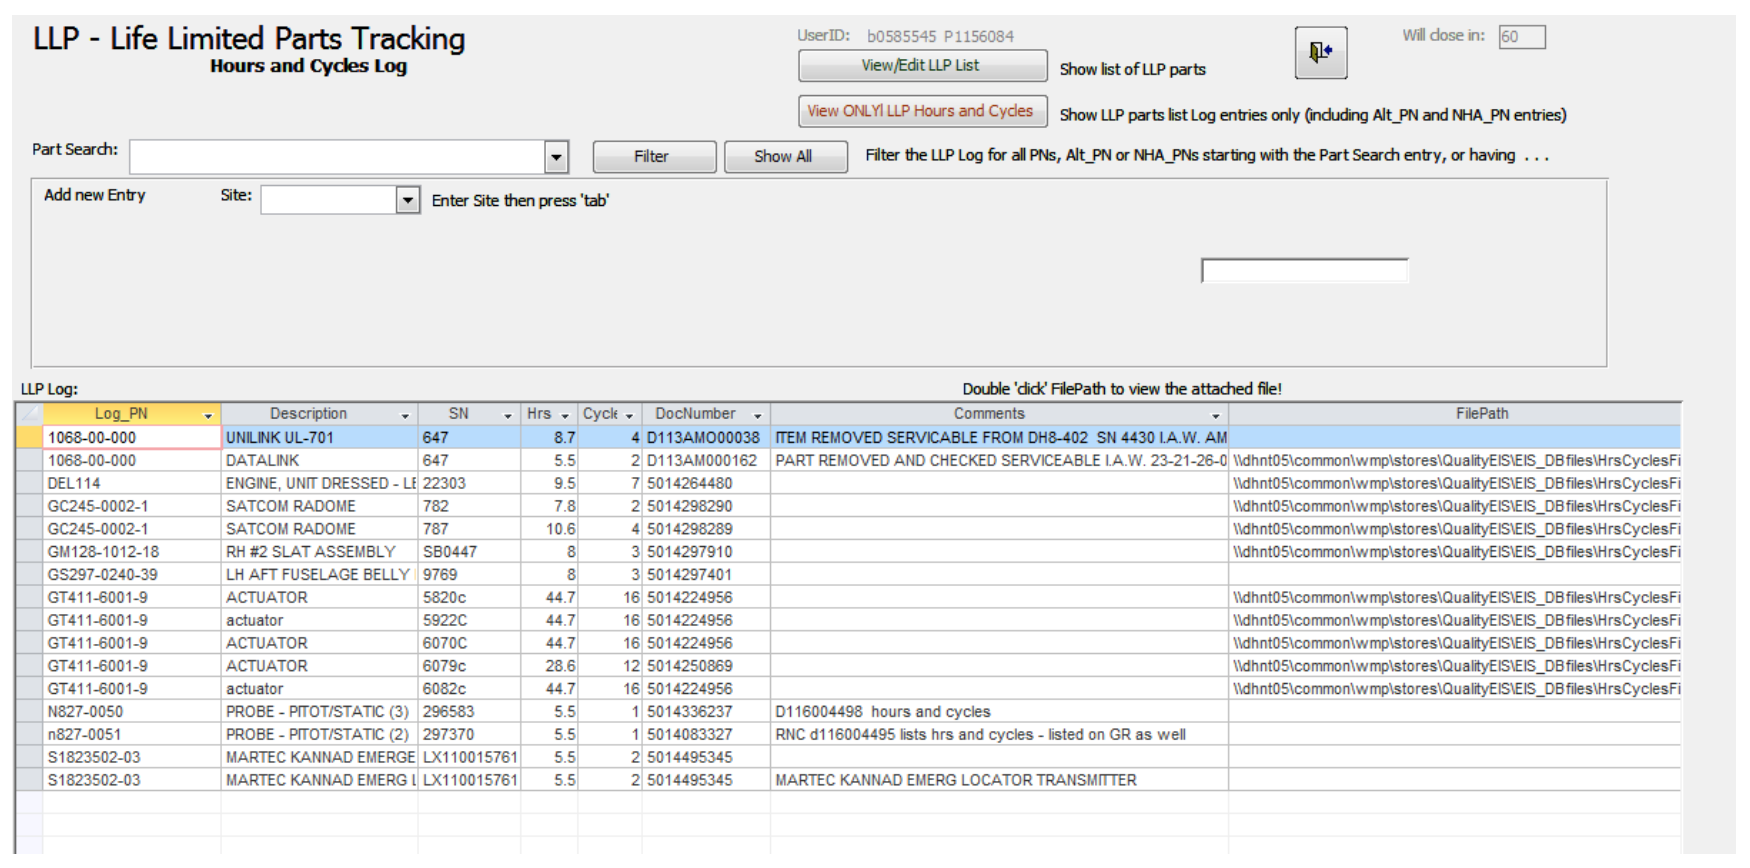 LLP - Life Limited Parts Tracking
Hours and Cycles Log
UserID: b0585545 P1156084
Will close in: 60
View/Edit LLP List Show list of LLP parts
View ONLYl LLP Hours and Cycles Show LLP parts list Log entries only (including Alt_PN and NHA_PN entries)
Part Search: Filter Show All Filter the LLP Log for all PNs, Alt_PN or NHA_PNs starting with the Part Search entry, or having . . .
Add new Entry Site: Enter Site then press 'tab'
LLP Log: Double 'click' FilePath to view the attached file!
Log_PN Description SN Hrs Cycle DocNumber Comments FilePath
1068-00-000 UNILINK UL-701 647 8.7 4 D113AMO00038 ITEM REMOVED SERVICABLE FROM DH8-402 SN 4430 I.A.W. AM
1068-00-000 DATALINK 647 5.5 2 D113AM000162 PART REMOVED AND CHECKED SERVICEABLE I.A.W. 23-21-26-0 \\dhnt05\common\wmp\stores\QualityEIS\EIS_DBfiles\HrsCyclesFi
DEL114 ENGINE, UNIT DRESSED - LE 22303 9.5 7 5014264480 \\dhnt05\common\wmp\stores\QualityEIS\EIS_DBfiles\HrsCyclesFi
GC245-0002-1 SATCOM RADOME 782 7.8 2 5014298290 \\dhnt05\common\wmp\stores\QualityEIS\EIS_DBfiles\HrsCyclesFi
GC245-0002-1 SATCOM RADOME 787 10.6 4 5014298289 \\dhnt05\common\wmp\stores\QualityEIS\EIS_DBfiles\HrsCyclesFi
GM128-1012-18 RH #2 SLAT ASSEMBLY SB0447 8 3 5014297910 \\dhnt05\common\wmp\stores\QualityEIS\EIS_DBfiles\HrsCyclesFi
GS297-0240-39 LH AFT FUSELAGE BELLY 9769 8 3 5014297401
GT411-6001-9 ACTUATOR 5820c 44.7 16 5014224956 \\dhnt05\common\wmp\stores\QualityEIS\EIS_DBfiles\HrsCyclesFi
GT411-6001-9 actuator 5922C 44.7 16 5014224956 \\dhnt05\common\wmp\stores\QualityEIS\EIS_DBfiles\HrsCyclesFi
GT411-6001-9 ACTUATOR 6070C 44.7 16 5014224956 \\dhnt05\common\wmp\stores\QualityEIS\EIS_DBfiles\HrsCyclesFi
GT411-6001-9 ACTUATOR 6079c 28.6 12 5014250869 \\dhnt05\common\wmp\stores\QualityEIS\EIS_DBfiles\HrsCyclesFi
GT411-6001-9 actuator 6082c 44.7 16 5014224956 \\dhnt05\common\wmp\stores\QualityEIS\EIS_DBfiles\HrsCyclesFi
N827-0050 PROBE - PITOT/STATIC (3) 296583 5.5 1 5014336237 D116004498 hours and cycles
n827-0051 PROBE - PITOT/STATIC (2) 297370 5.5 1 5014083327 RNC d116004495 lists hrs and cycles - listed on GR as well
S1823502-03 MARTEC KANNAD EMERGE LX110015761 5.5 2 5014495345
S1823502-03 MARTEC KANNAD EMERG L LX110015761 5.5 2 5014495345 MARTEC KANNAD EMERG LOCATOR TRANSMITTER